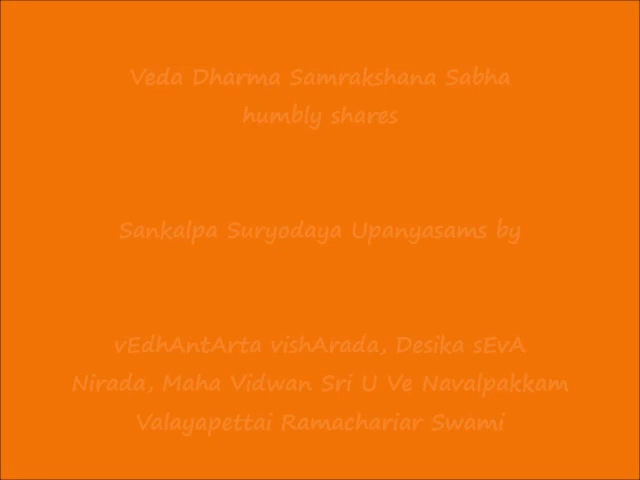 Veda Dharma Samrakshana Sabha
humbly shares
Sankalpa Suryodaya Upanyasams by
vEdhAntArta vishArada, Desika sEvA
Nirada, Maha Vidwan Sri U Ve Navalpakkam
Valayapettai Ramachariar Swami